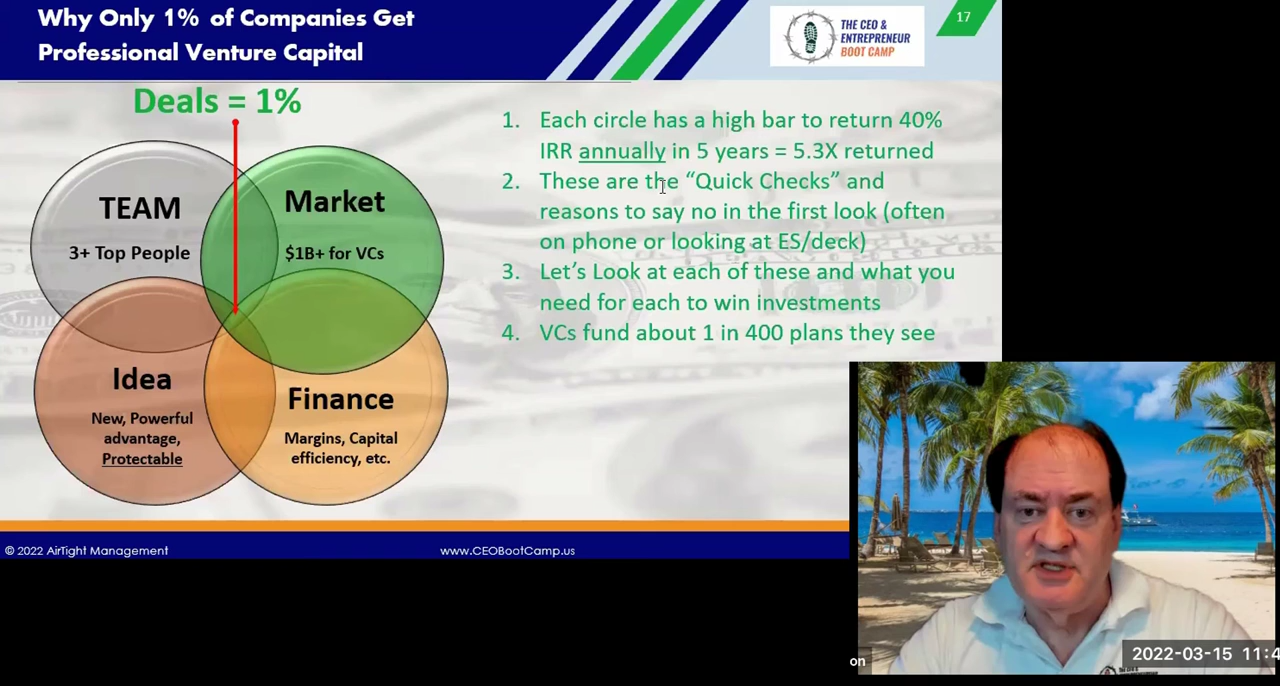 Why Only 1% of Companies Get
Professional Venture Capital
THE CEO &
ENTREPRENEUR
BOOT CAMP
17
Deals = 1%
TEAM
3+ Top People
Market
$1B+ for VCs
Idea
New, Powerful
advantage,
Protectable
Finance
Margins, Capital
efficiency, etc.
1. Each circle has a high bar to return 40%
IRR annually in 5 years = 5.3X returned
2. These are the “Quick Checks” and
reasons to say no in the first look (often
on phone or looking at ES/deck)
3. Let’s Look at each of these and what you
need for each to win investments
4. VCs fund about 1 in 400 plans they see
© 2022 AirTight Management
www.CEOBootCamp.us
on
2022-03-15 11:4